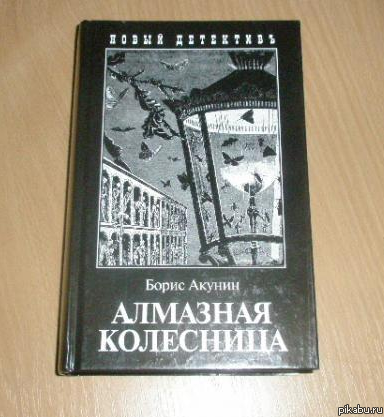 НОВЫЙ ДЕТЕКТИВЪ
Борис Акунин
АЛМАЗНАЯ
КОЛЕСНИЦА
pikabu.ru